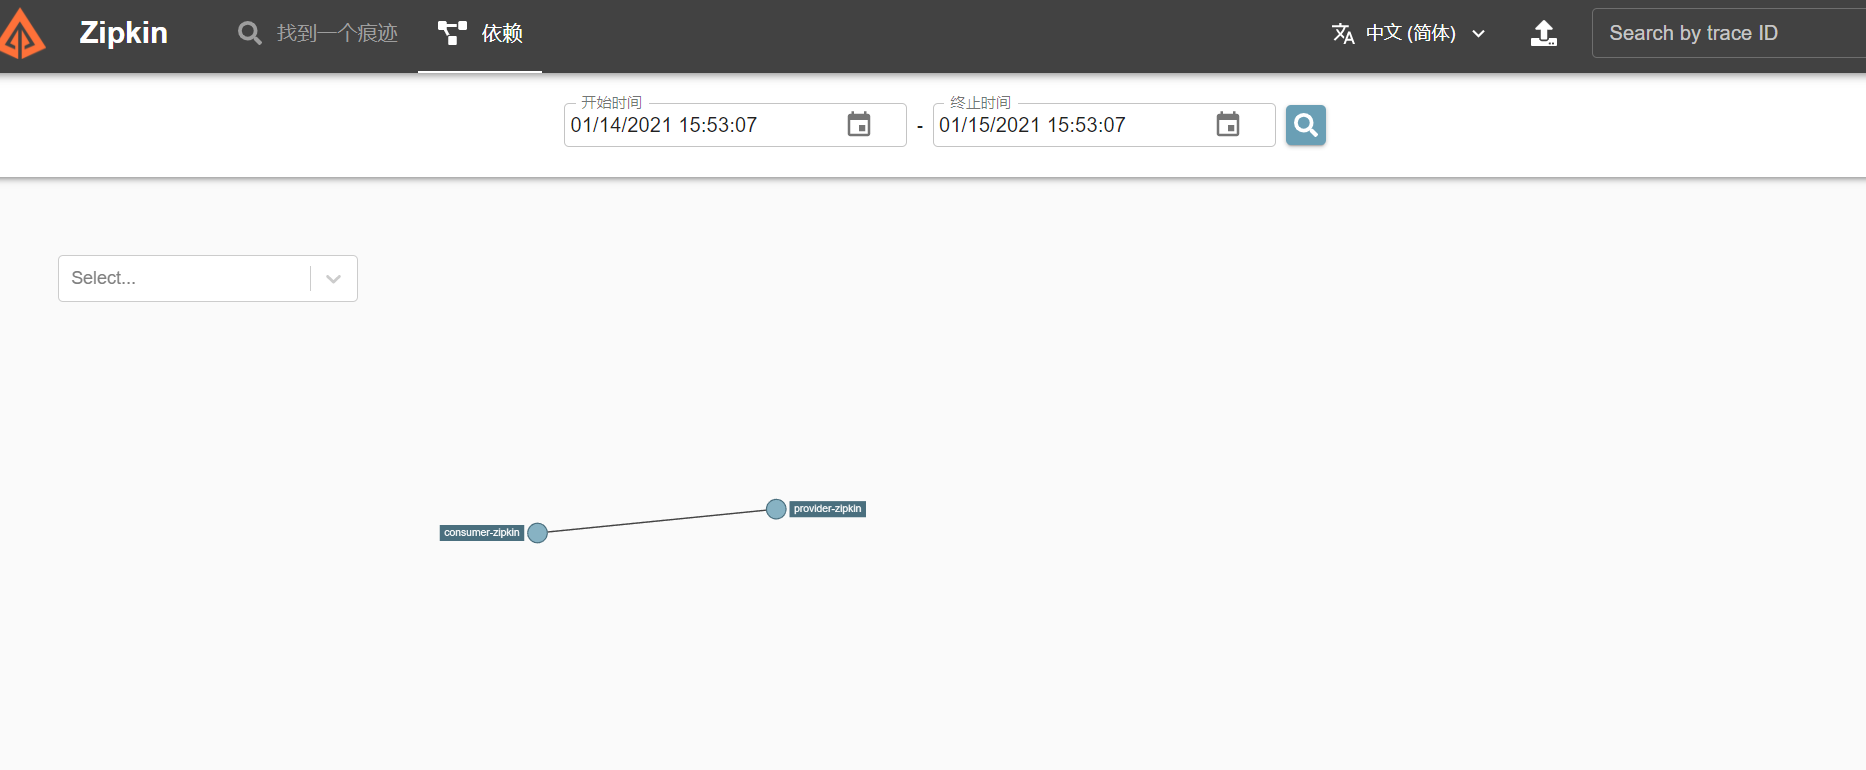 Zipkin
找到一个痕迹
依赖
中文 (简体)
Search by trace ID
开始时间
01/14/2021 15:53:07
-
终止时间
01/15/2021 15:53:07
Select...
provider-zipkin
consumer-zipkin